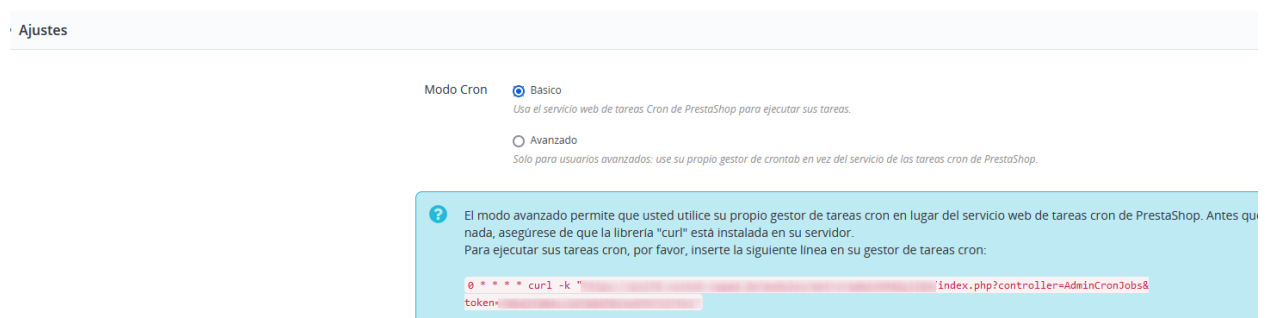 Ajustes
Modo Cron
Basico
Usa el servicio web de tareas Cron de PrestaShop para ejecutar sus tareas.
Avanzado
Solo para usuarios avanzados: use su propio gestor de crontab en vez del servicio de las tareas cron de PrestaShop.
El modo avanzado permite que usted utilice su propio gestor de tareas cron en lugar del servicio web de tareas cron de PrestaShop. Antes que
nada, asegúrese de que la librería "curl" está instalada en su servidor.
Para ejecutar sus tareas cron, por favor, inserte la siguiente línea en su gestor de tareas cron:
0 * * * * curl -k " /index.php?controller=AdminCronJobs&
token=